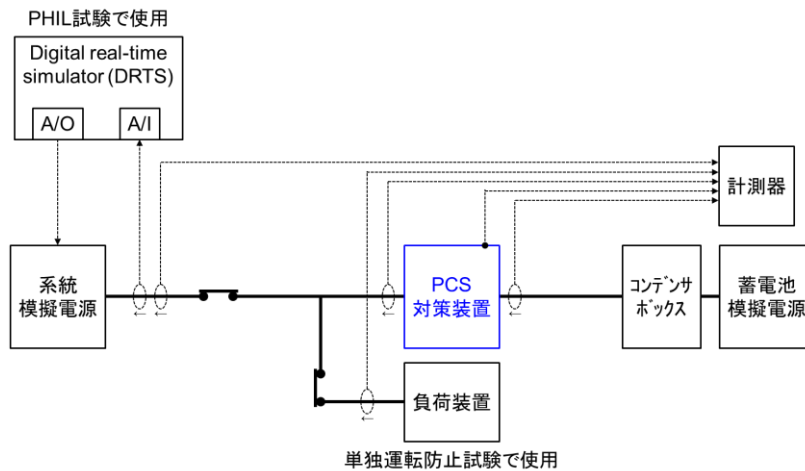 PHIL試験で使用
Digital real-time
simulator (DRTS)
A/O
A/I
計測器
系統
模擬電源
PCS
対策装置
ｺﾝﾃﾞﾝｻ
ﾎﾞｯｸｽ
蓄電池
模擬電源
←
←
←
←
←
負荷装置
単独運転防止試験で使用